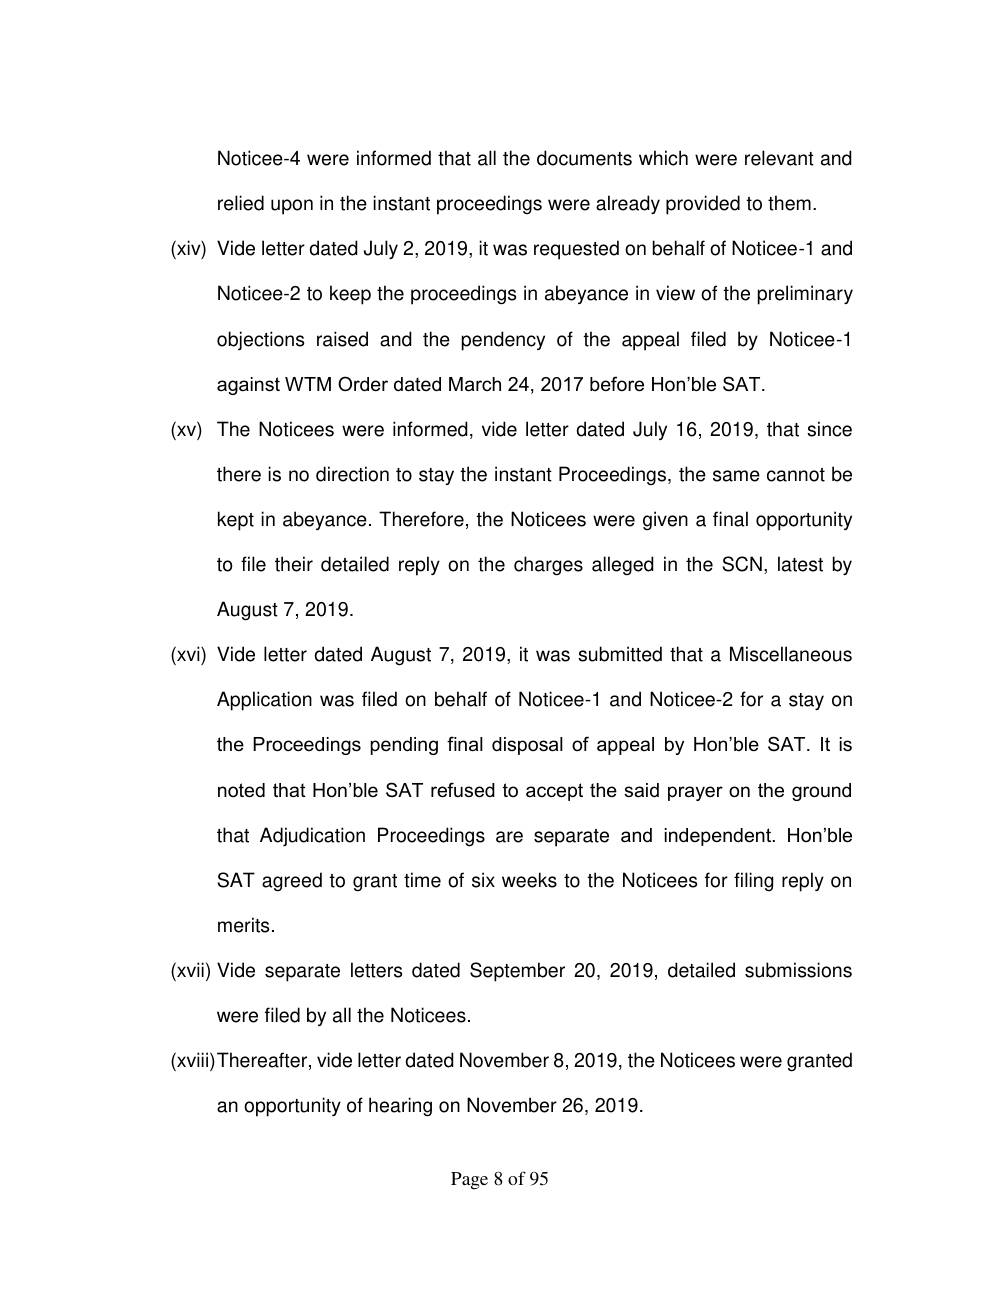 Noticee-4 were informed that all the documents which were relevant and
relied upon in the instant proceedings were already provided to them.
(xiv) Vide letter dated July 2, 2019, it was requested on behalf of Noticee-1 and
Noticee-2 to keep the proceedings in abeyance in view of the preliminary
objections raised and the pendency of the appeal filed by Noticee-1
against WTM Order dated March 24, 2017 before Hon’ble SAT.
(xv) The Noticees were informed, vide letter dated July 16, 2019, that since
there is no direction to stay the instant Proceedings, the same cannot be
kept in abeyance. Therefore, the Noticees were given a final opportunity
to file their detailed reply on the charges alleged in the SCN, latest by
August 7, 2019.
(xvi) Vide letter dated August 7, 2019, it was submitted that a Miscellaneous
Application was filed on behalf of Noticee-1 and Noticee-2 for a stay on
the Proceedings pending final disposal of appeal by Hon’ble SAT. It is
noted that Hon’ble SAT refused to accept the said prayer on the ground
that Adjudication Proceedings are separate and independent. Hon’ble
SAT agreed to grant time of six weeks to the Noticees for filing reply on
merits.
(xvii) Vide separate letters dated September 20, 2019, detailed submissions
were filed by all the Noticees.
(xviii)Thereafter, vide letter dated November 8, 2019, the Noticees were granted
an opportunity of hearing on November 26, 2019.
Page 8 of 95